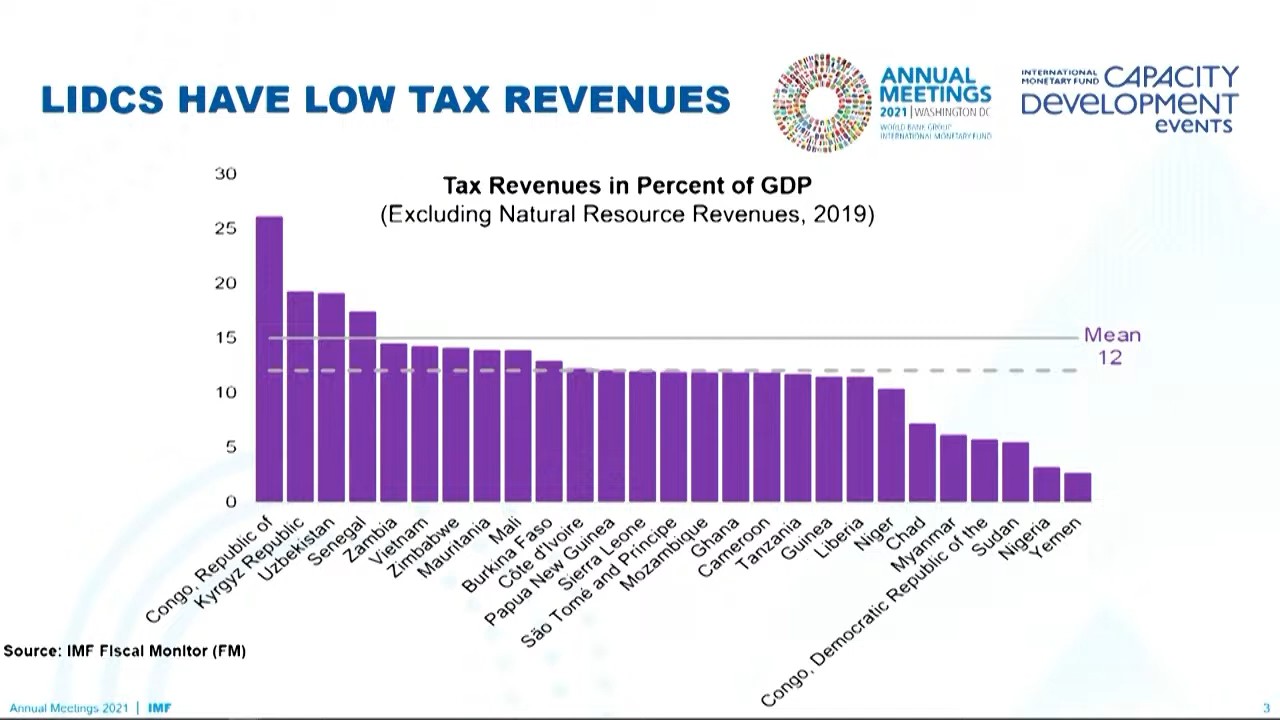 LIDCS HAVE LOW TAX REVENUES
ANNUAL
MEETINGS
2021 | WASHINGTON DC
WORLD BANK GROUP
INTERNATIONAL MONETARY FUND
INTERNATIONAL
MONETARY FUND
CAPACITY
DEVELOPMENT
EVENTS
Tax Revenues in Percent of GDP
(Excluding Natural Resource Revenues, 2019)
30
25
20
15
10
5
0
Mean
12
Congo, Republic of
Kyrgyz Republic
Uzbekistan
Senegal
Zambia
Vietnam
Zimbabwe
Mauritania
Mali
Burkina Faso
Côte d'Ivoire
Papua New Guinea
Sierra Leone
São Tomé and Príncipe
Mozambique
Ghana
Cameroon
Tanzania
Guinea
Liberia
Niger
Chad
Myanmar
Congo, Democratic Republic of the
Sudan
Nigeria
Yemen
Source: IMF Fiscal Monitor (FM)
Annual Meetings 2021 | IMF
3